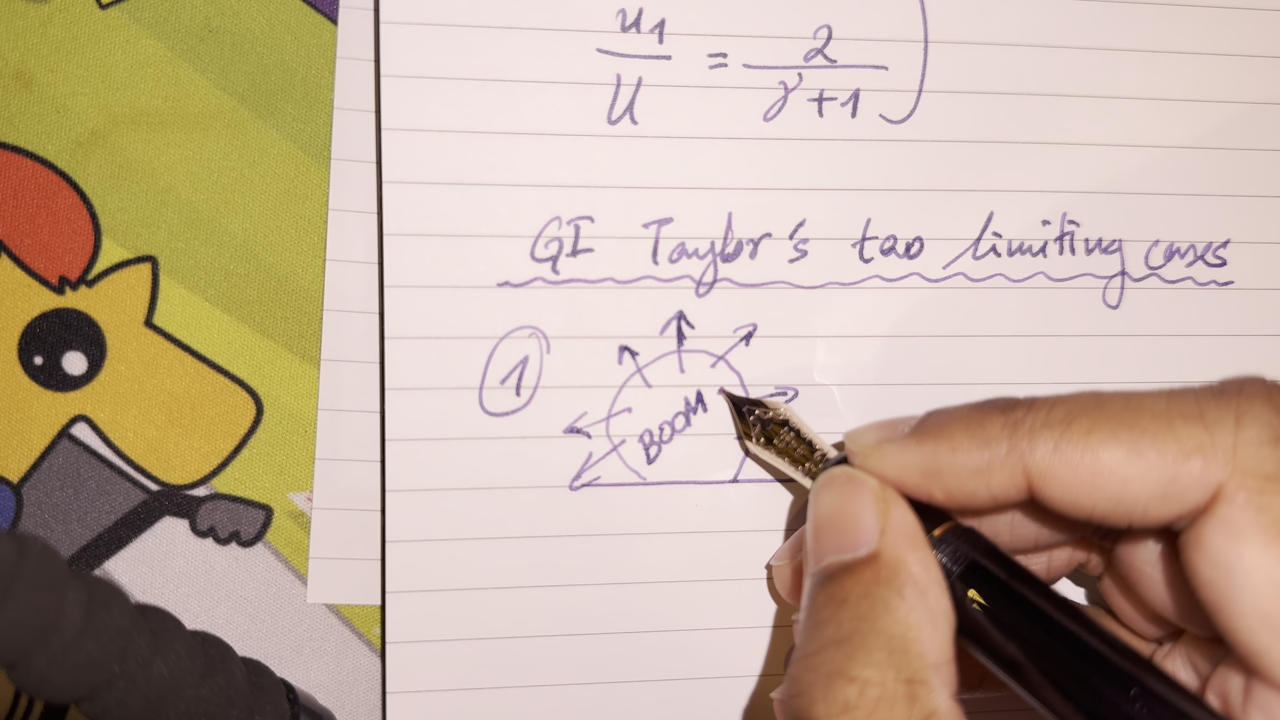 u1/U = 2/(γ+1) )
GI Taylor's two limiting cases
1
BOOM